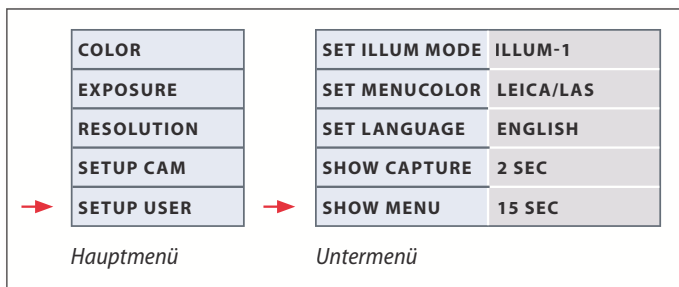 COLOR
EXPOSURE
RESOLUTION
SETUP CAM
SETUP USER
Hauptmenü
SET ILLUM MODE ILLUM-1
SET MENUCOLOR LEICA/LAS
SET LANGUAGE ENGLISH
SHOW CAPTURE 2 SEC
SHOW MENU 15 SEC
Untermenü